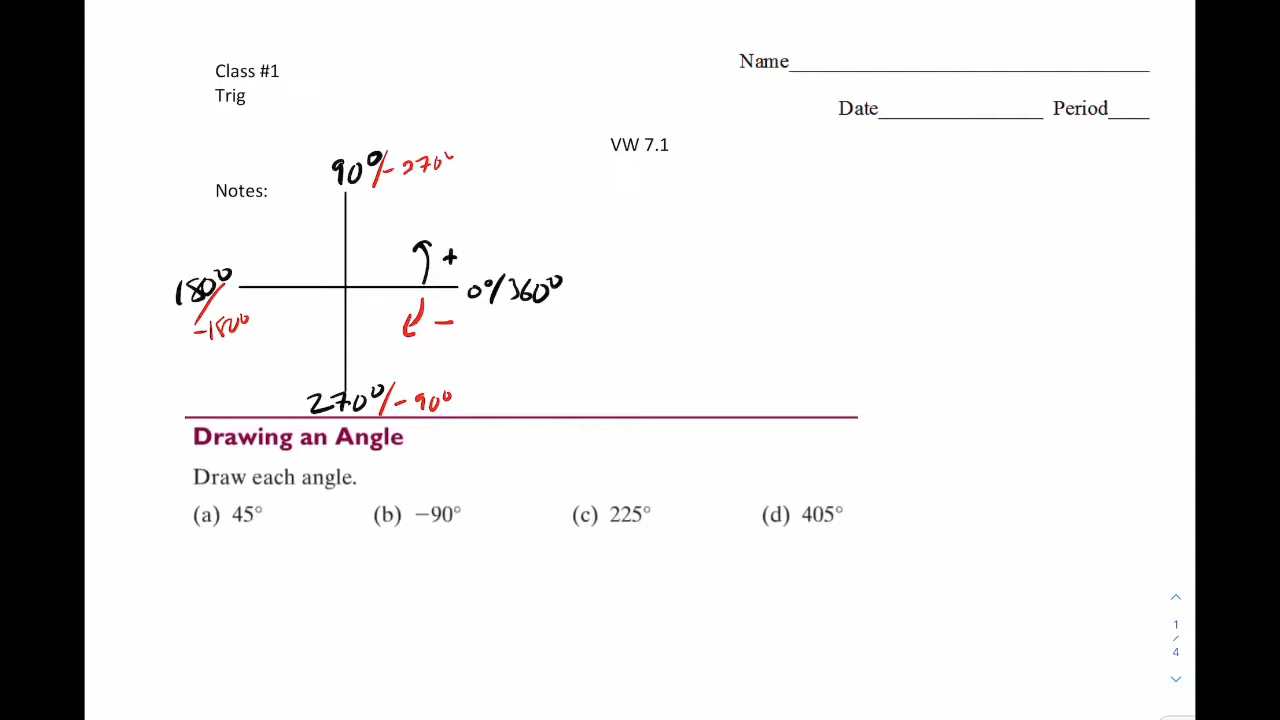 Class #1
Trig
Name
Date Period
VW 7.1
90°/-270°
Notes:
+
180° 0°/360°
/-180° -
270°/-90°
Drawing an Angle
Draw each angle.
(a) 45° (b) −90° (c) 225° (d) 405°
1
/
4